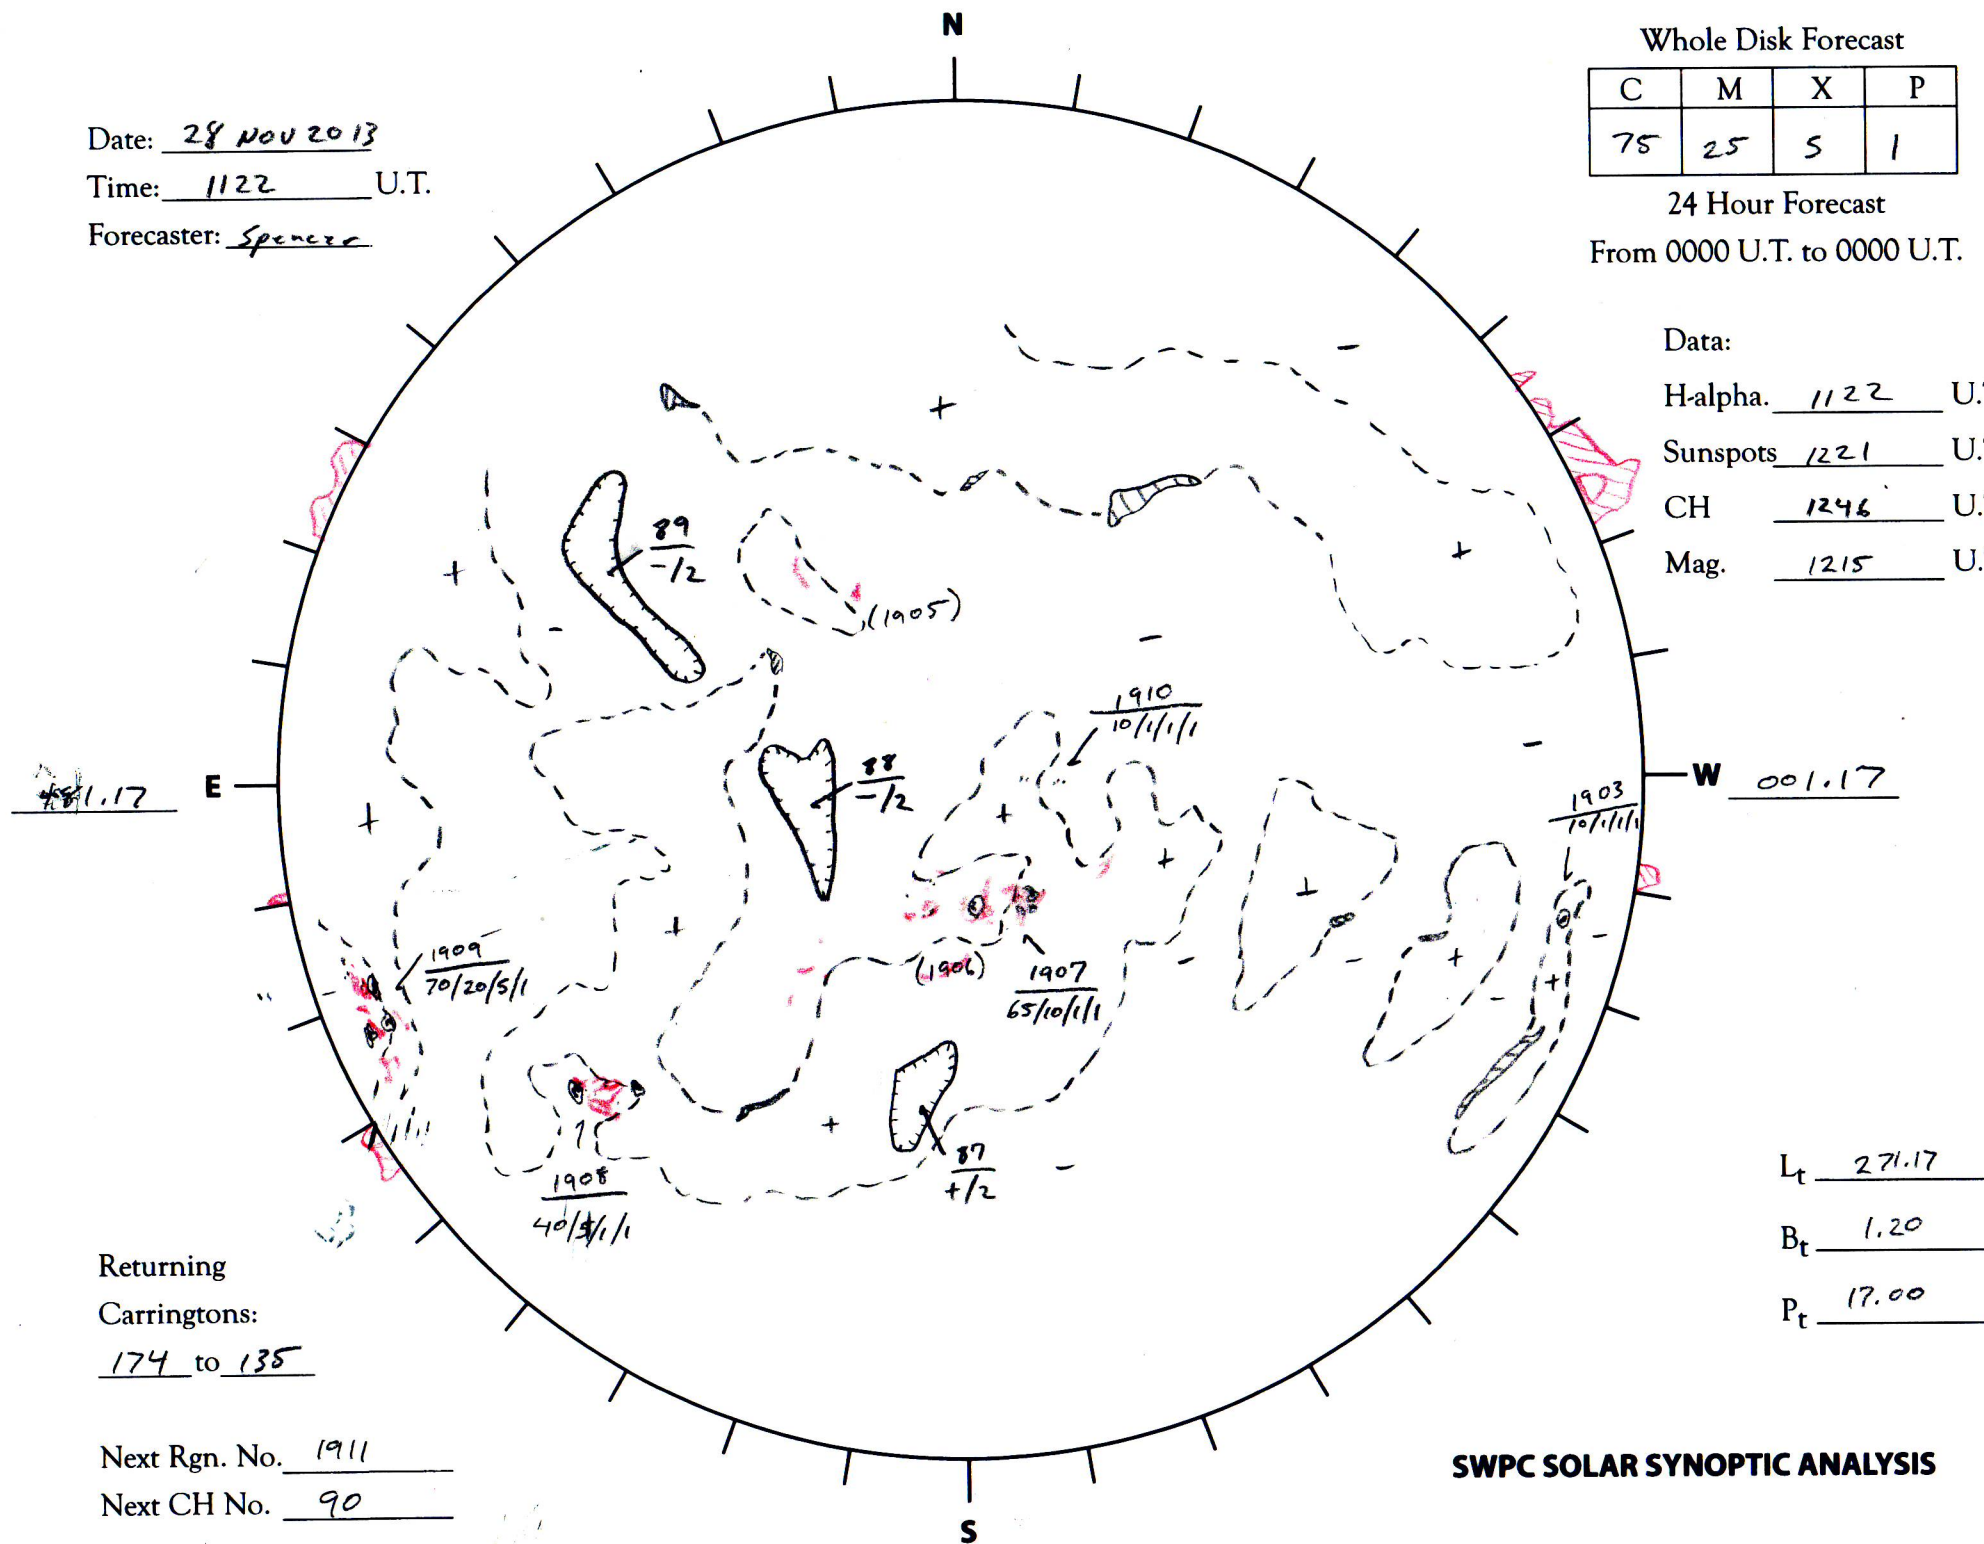 N
Whole Disk Forecast
C M X P
75 25 5 1
24 Hour Forecast
From 0000 U.T. to 0000 U.T.
Date: 28 NOV 2013
Time: 1122 U.T.
Forecaster: Spencer
Data:
H-alpha. 1122 U.
Sunspots 1221 U.
CH 1246 U.
Mag. 1215 U.
89
-/2
(1905)
1910
10/1/1/1
88
-/2
1903
10/1/1/1
E
W 001.17
1909
70/20/5/1
(1906)
1907
65/10/1/1
87
+/2
1908
40/5/1/1
Lt 271.17
Bt 1.20
Pt 17.00
Returning
Carringtons:
174 to 135
Next Rgn. No. 1911
Next CH No. 90
SWPC SOLAR SYNOPTIC ANALYSIS
S